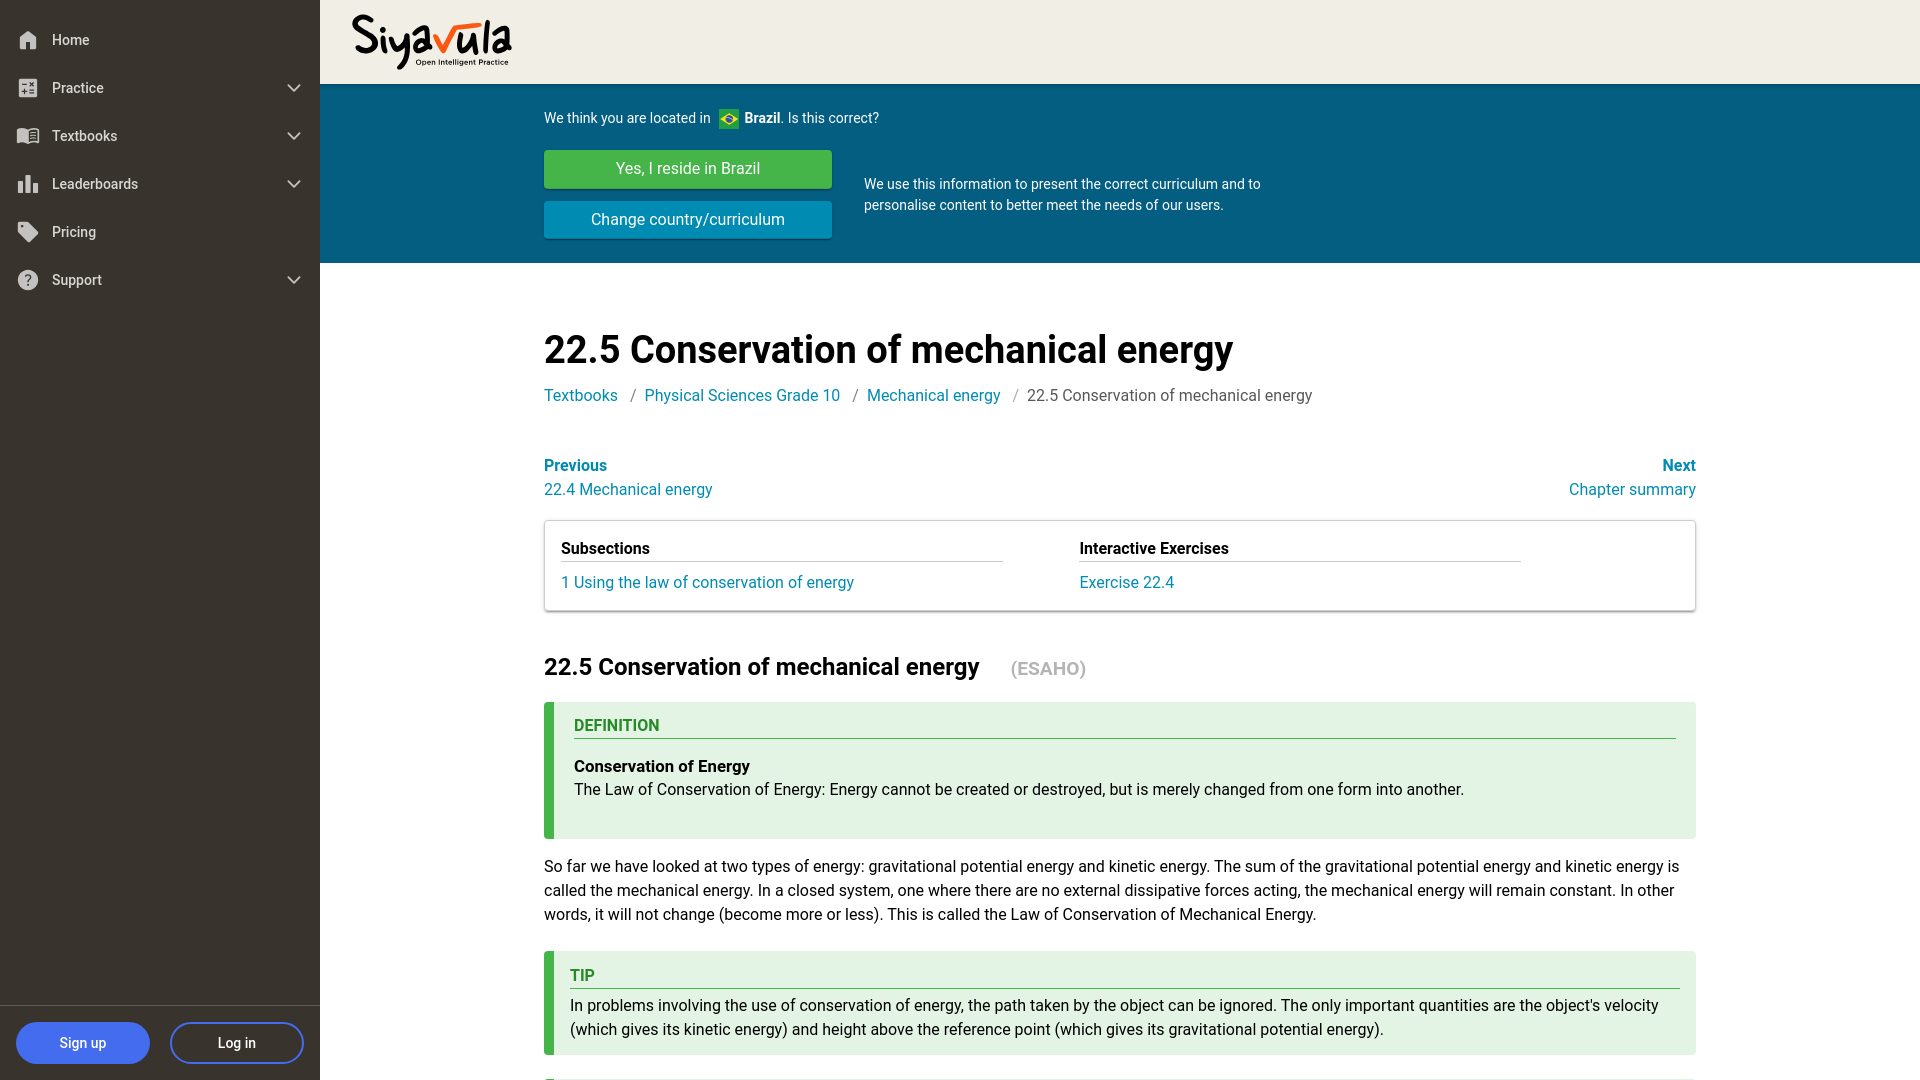 Home
Practice
Textbooks
Leaderboards
Pricing
Support
Sign up
Log in
Siyavula
Open Intelligent Practice
We think you are located in Brazil. Is this correct?
Yes, I reside in Brazil
Change country/curriculum
We use this information to present the correct curriculum and to
personalise content to better meet the needs of our users.
22.5 Conservation of mechanical energy
Textbooks / Physical Sciences Grade 10 / Mechanical energy / 22.5 Conservation of mechanical energy
Previous
22.4 Mechanical energy
Next
Chapter summary
Subsections
1 Using the law of conservation of energy
Interactive Exercises
Exercise 22.4
22.5 Conservation of mechanical energy (ESAHO)
DEFINITION
Conservation of Energy
The Law of Conservation of Energy: Energy cannot be created or destroyed, but is merely changed from one form into another.
So far we have looked at two types of energy: gravitational potential energy and kinetic energy. The sum of the gravitational potential energy and kinetic energy is
called the mechanical energy. In a closed system, one where there are no external dissipative forces acting, the mechanical energy will remain constant. In other
words, it will not change (become more or less). This is called the Law of Conservation of Mechanical Energy.
TIP
In problems involving the use of conservation of energy, the path taken by the object can be ignored. The only important quantities are the object's velocity
(which gives its kinetic energy) and height above the reference point (which gives its gravitational potential energy).